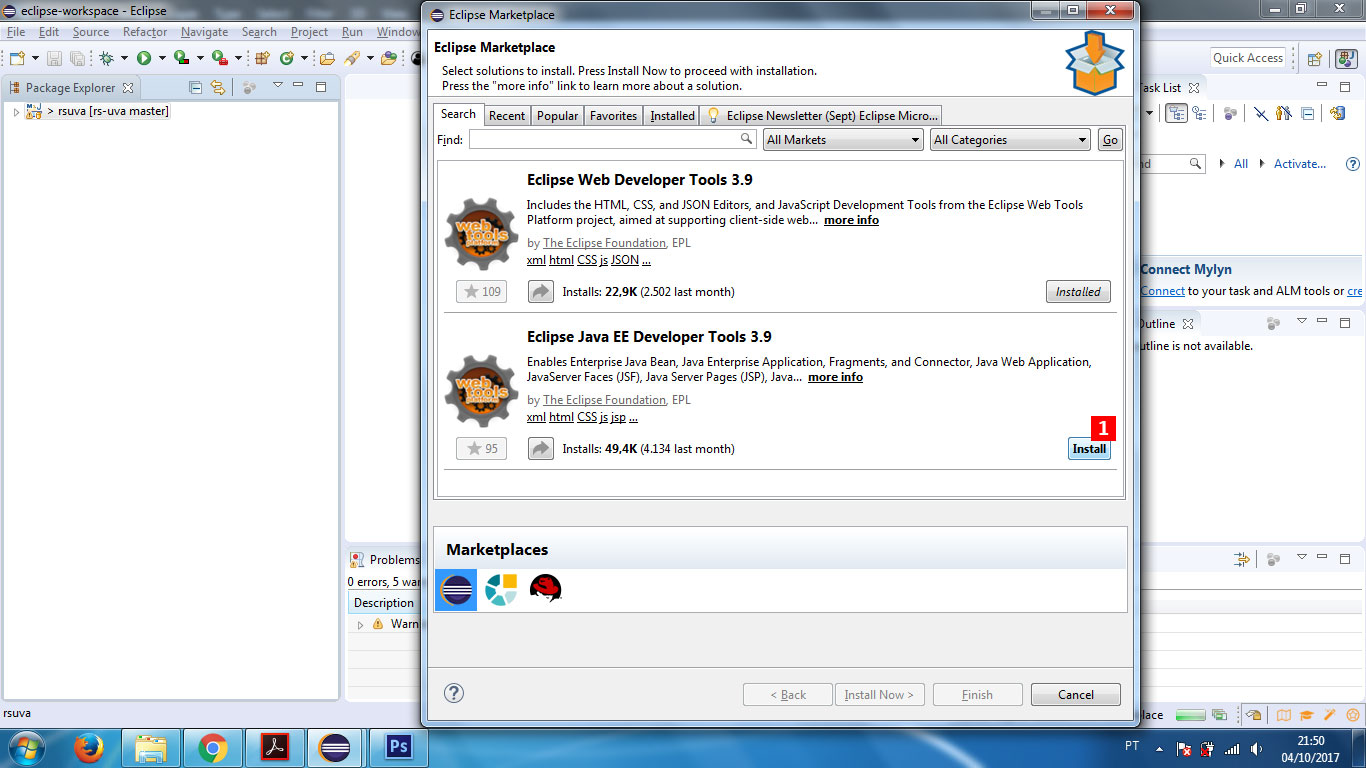 eclipse-workspace - Eclipse
File Edit Source Refactor Navigate Search Project Run Window
Quick Access
Package Explorer
> rsuva [rs-uva master]
Eclipse Marketplace
Eclipse Marketplace
Select solutions to install. Press Install Now to proceed with installation.
Press the "more info" link to learn more about a solution.
Search Recent Popular Favorites Installed Eclipse Newsletter (Sept) Eclipse Micro...
Find: All Markets All Categories Go
Eclipse Web Developer Tools 3.9
Includes the HTML, CSS, and JSON Editors, and JavaScript Development Tools from the Eclipse Web Tools
Platform project, aimed at supporting client-side web... more info
web tools platform
by The Eclipse Foundation, EPL
xml html CSS js JSON ...
109 Installs: 22,9K (2.502 last month) Installed
Eclipse Java EE Developer Tools 3.9
Enables Enterprise Java Bean, Java Enterprise Application, Fragments, and Connector, Java Web Application,
JavaServer Faces (JSF), Java Server Pages (JSP), Java... more info
web tools platform
by The Eclipse Foundation, EPL
xml html CSS js jsp ...
1
95 Installs: 49,4K (4.134 last month) Install
Marketplaces
< Back Install Now > Finish Cancel
ask List
nd All Activate...
Connect Mylyn
Connect to your task and ALM tools or cre
Outline
utline is not available.
Problems
0 errors, 5 war
Description
Warn
rsuva
lace
Ps
PT
21:50
04/10/2017